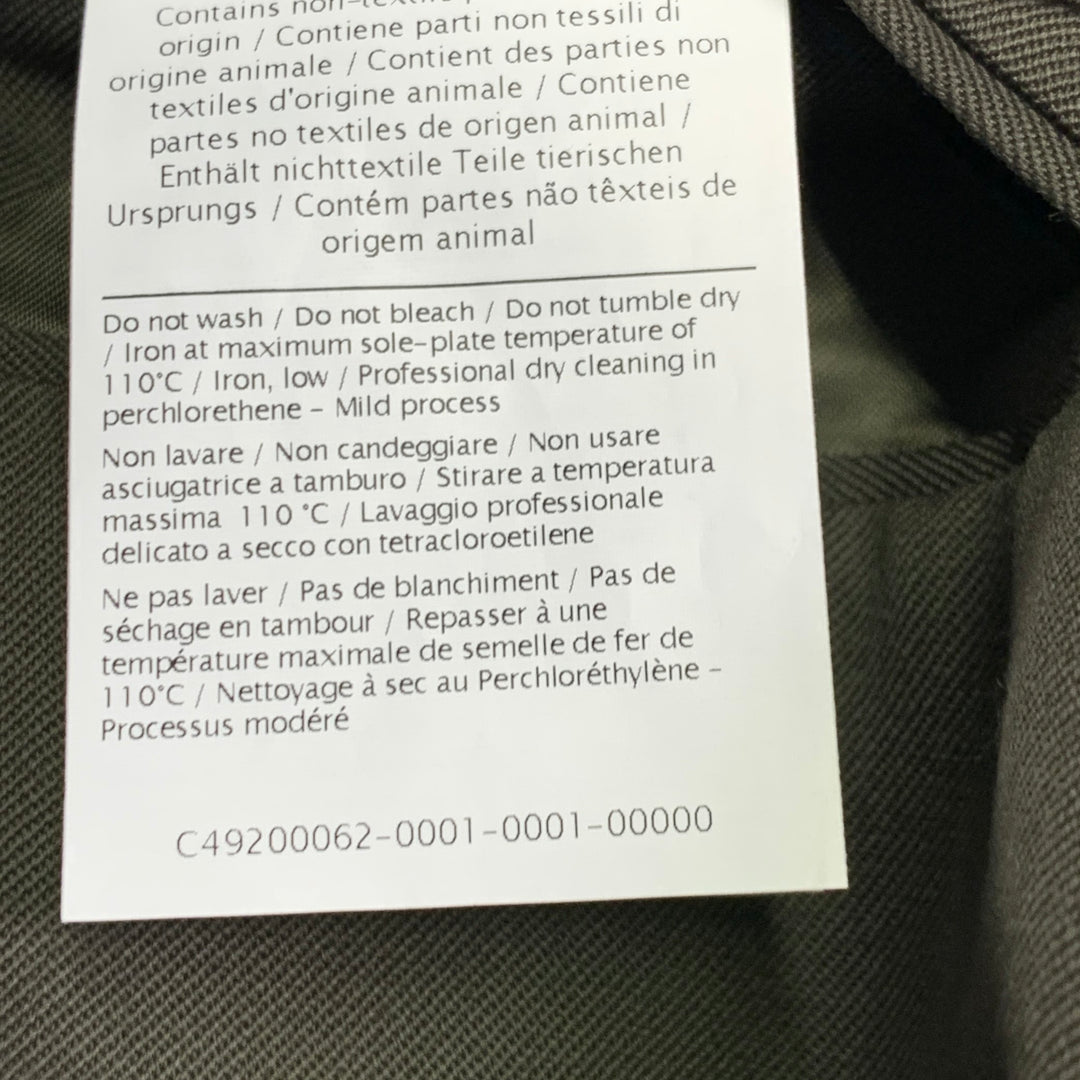 Contains non-textile
origin / Contiene parti non tessili di
origine animale / Contient des parties non
textiles d'origine animale / Contiene
partes no textiles de origen animal /
Enthält nichttextile Teile tierischen
Ursprungs / Contém partes não têxteis de
origem animal
Do not wash / Do not bleach / Do not tumble dry
/ Iron at maximum sole-plate temperature of
110°C / Iron, low / Professional dry cleaning in
perchlorethene – Mild process
Non lavare / Non candeggiare / Non usare
asciugatrice a tamburo / Stirare a temperatura
massima 110 °C / Lavaggio professionale
delicato a secco con tetracloroetilene
Ne pas laver / Pas de blanchiment / Pas de
séchage en tambour / Repasser à une
température maximale de semelle de fer de
110°C / Nettoyage à sec au Perchloréthylène –
Processus modéré
C49200062-0001-0001-00000